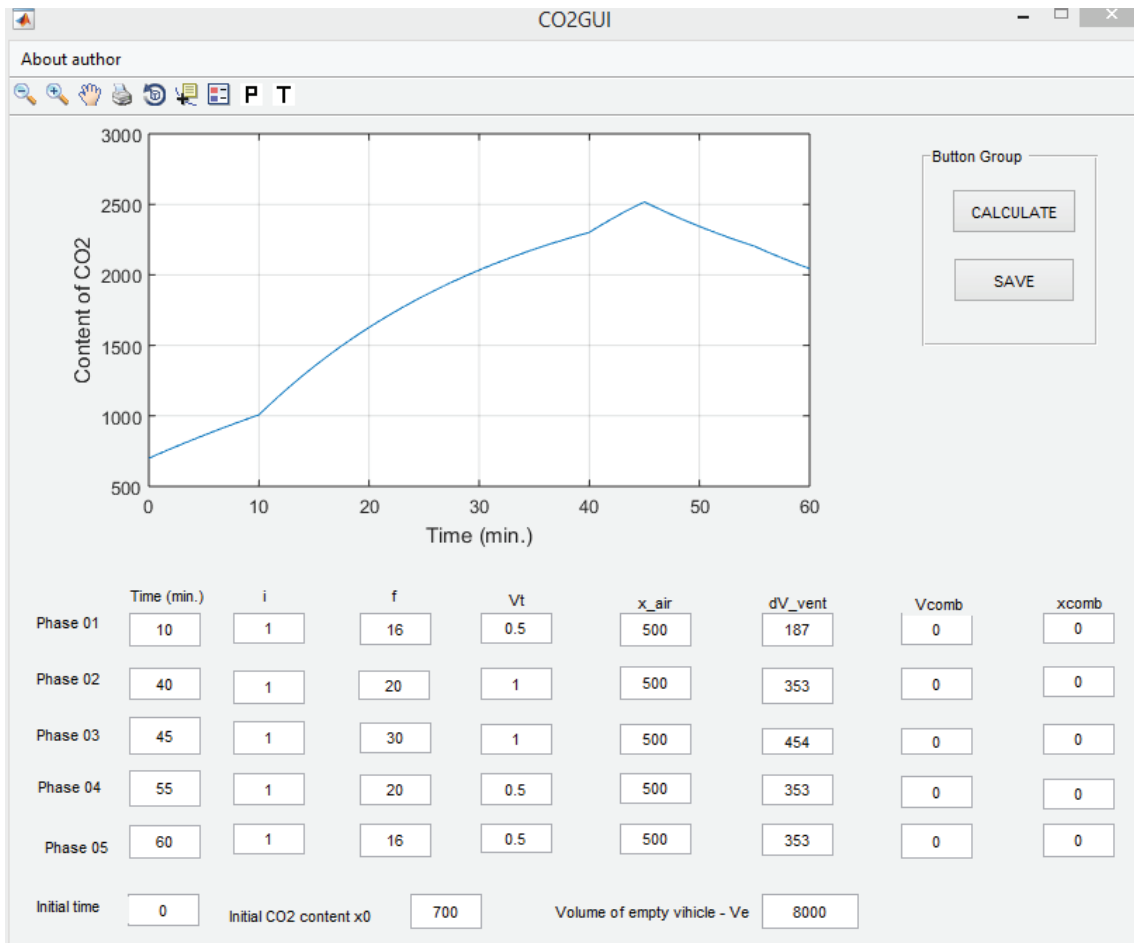 CO2GUI
About author
P T
Button Group
CALCULATE
SAVE
3000
2500
2000
1500
1000
500
Content of CO2
0 10 20 30 40 50 60
Time (min.)
Time (min.) i f Vt x_air dV_vent Vcomb xcomb
Phase 01 10 1 16 0.5 500 187 0 0
Phase 02 40 1 20 1 500 353 0 0
Phase 03 45 1 30 1 500 454 0 0
Phase 04 55 1 20 0.5 500 353 0 0
Phase 05 60 1 16 0.5 500 353 0 0
Initial time 0 Initial CO2 content x0 700 Volume of empty vihicle - Ve 8000